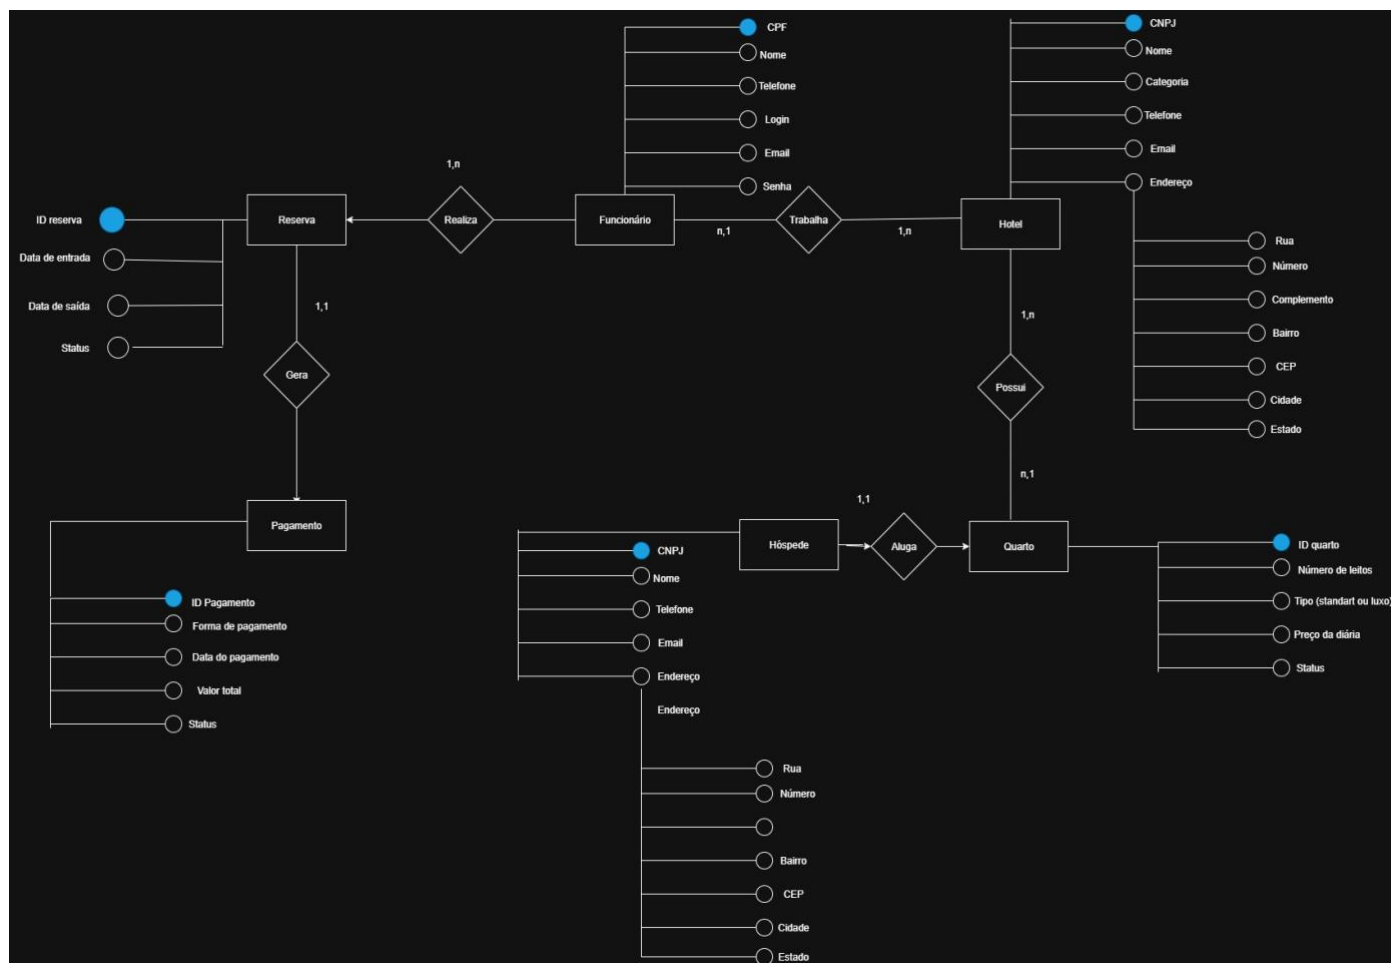 CPF
Nome
Telefone
Login
Email
Senha
CNPJ
Nome
Categoria
Telefone
Email
Endereço
Rua
Número
Complemento
Bairro
CEP
Cidade
Estado
1,n
ID reserva
Reserva
Realiza
Funcionário
n,1
Trabalha
1,n
Hotel
Data de entrada
Data de saída
Status
1,1
Gera
1,n
Possui
n,1
Pagamento
ID Pagamento
Forma de pagamento
Data do pagamento
Valor total
Status
1,1
Hóspede
Aluga
Quarto
CNPJ
Nome
Telefone
Email
Endereço
Endereço
Rua
Número
Bairro
CEP
Cidade
Estado
ID quarto
Número de leitos
Tipo (standart ou luxo)
Preço da diária
Status